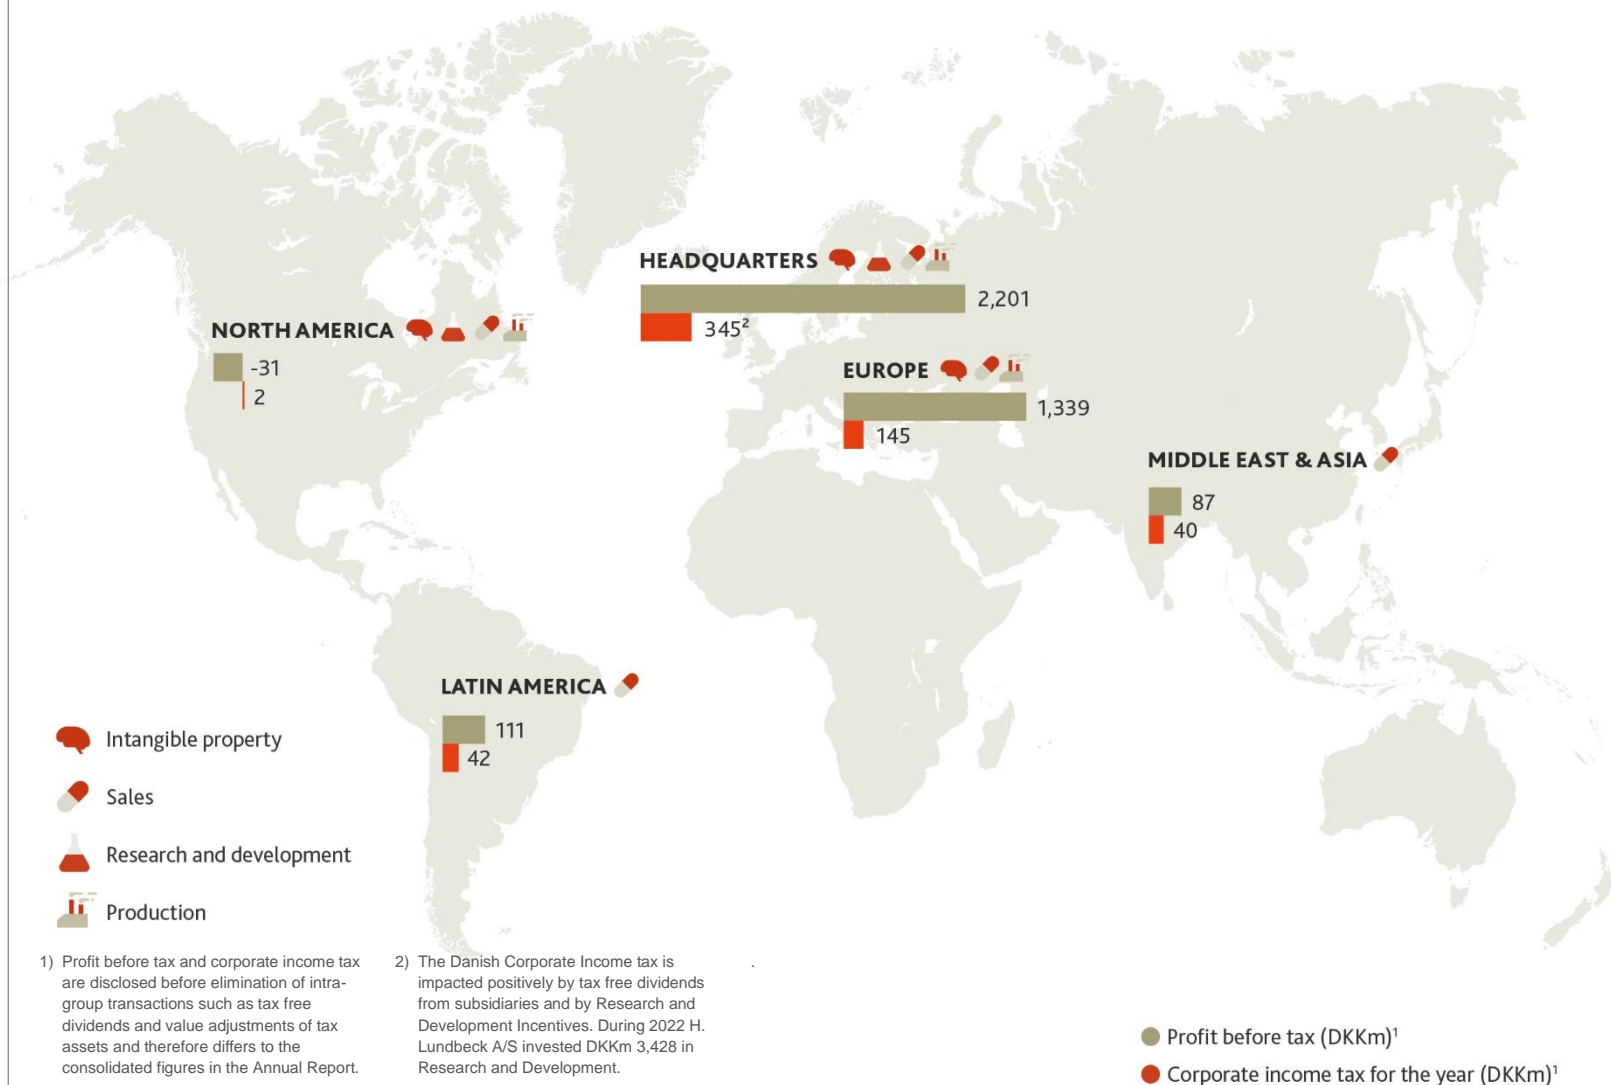 HEADQUARTERS
2,201
345²
NORTH AMERICA
-31
2
EUROPE
1,339
145
MIDDLE EAST & ASIA
87
40
LATIN AMERICA
111
42
Intangible property
Sales
Research and development
Production
1) Profit before tax and corporate income tax
are disclosed before elimination of intra-
group transactions such as tax free
dividends and value adjustments of tax
assets and therefore differs to the
consolidated figures in the Annual Report.
2) The Danish Corporate Income tax is
impacted positively by tax free dividends
from subsidiaries and by Research and
Development Incentives. During 2022 H.
Lundbeck A/S invested DKKm 3,428 in
Research and Development.
.
Profit before tax (DKKm)¹
Corporate income tax for the year (DKKm)¹